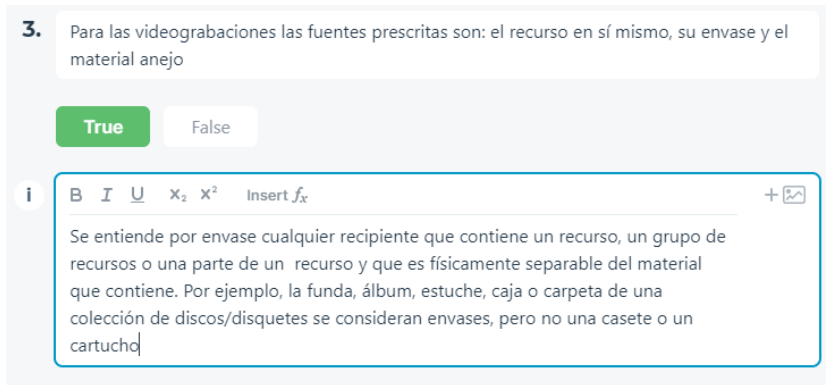 3. Para las videograbaciones las fuentes prescritas son: el recurso en sí mismo, su envase y el
material anejo
True False
i B I U X₂ X² Insert fx +
Se entiende por envase cualquier recipiente que contiene un recurso, un grupo de
recursos o una parte de un  recurso y que es físicamente separable del material
que contiene. Por ejemplo, la funda, álbum, estuche, caja o carpeta de una
colección de discos/disquetes se consideran envases, pero no una casete o un
cartucho